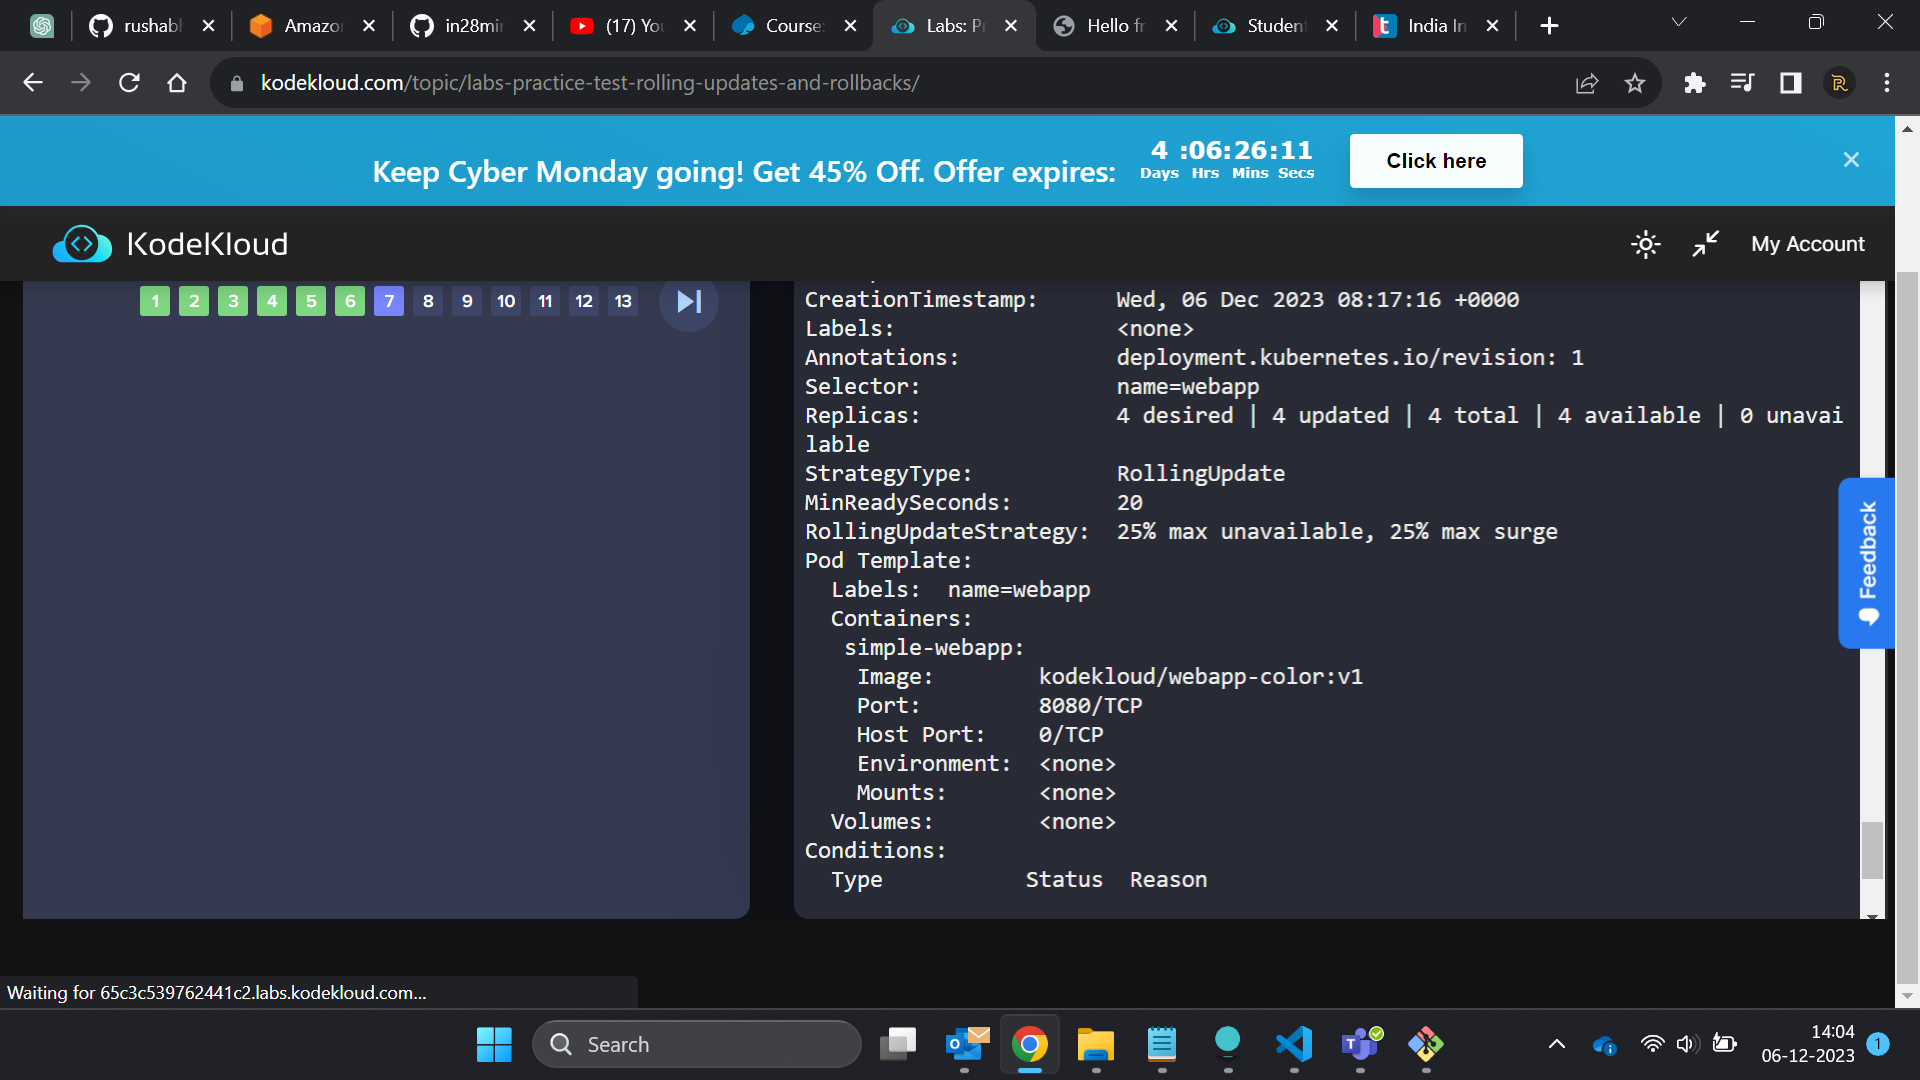 rushabh
Amazon
in28min
(17) You
Course:
Labs: Pr
Hello fr
Student
India In
kodekloud.com/topic/labs-practice-test-rolling-updates-and-rollbacks/
R
Keep Cyber Monday going! Get 45% Off. Offer expires:
4 :06:26:11
Days Hrs Mins Secs
Click here
KodeKloud
My Account
1 2 3 4 5 6 7 8 9 10 11 12 13
CreationTimestamp: Wed, 06 Dec 2023 08:17:16 +0000
Labels: <none>
Annotations: deployment.kubernetes.io/revision: 1
Selector: name=webapp
Replicas: 4 desired | 4 updated | 4 total | 4 available | 0 unavai
lable
StrategyType: RollingUpdate
MinReadySeconds: 20
RollingUpdateStrategy: 25% max unavailable, 25% max surge
Pod Template:
Labels: name=webapp
Containers:
simple-webapp:
Image: kodekloud/webapp-color:v1
Port: 8080/TCP
Host Port: 0/TCP
Environment: <none>
Mounts: <none>
Volumes: <none>
Conditions:
Type Status Reason
Feedback
Waiting for 65c3c539762441c2.labs.kodekloud.com...
Search
14:04
06-12-2023
1